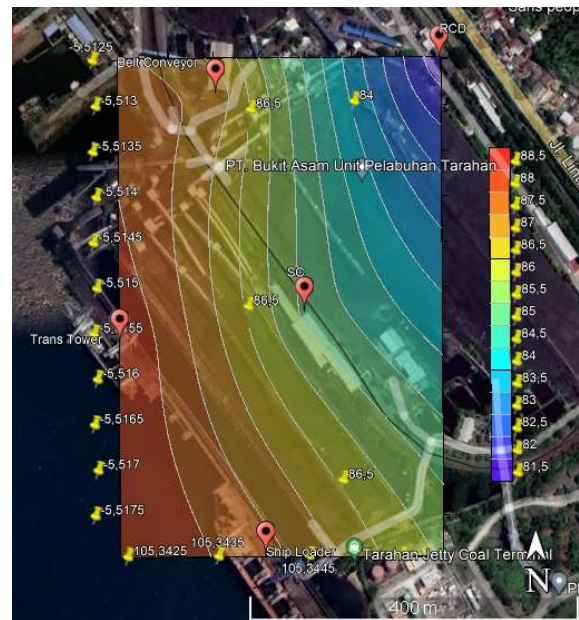 Sans peop
RCD
-5,5125
Belt Conveyor
-5,513
86,5
84
-5,5135
PT. Bukit Asam Unit Pelabuhan Tarahan
Jl. Lin
-5,514
-5,5145
-5,515
SC
86,5
Trans Tower
-5,516
-5,5165
-5,517
86,5
-5,5175
105,3425
105,3435
Ship Loader
105,3445
Tarahan Jetty Coal Terminal
88,5
88
87,5
87
86,5
86
85,5
85
84,5
84
83,5
83
82,5
82
81,5
N
400 m